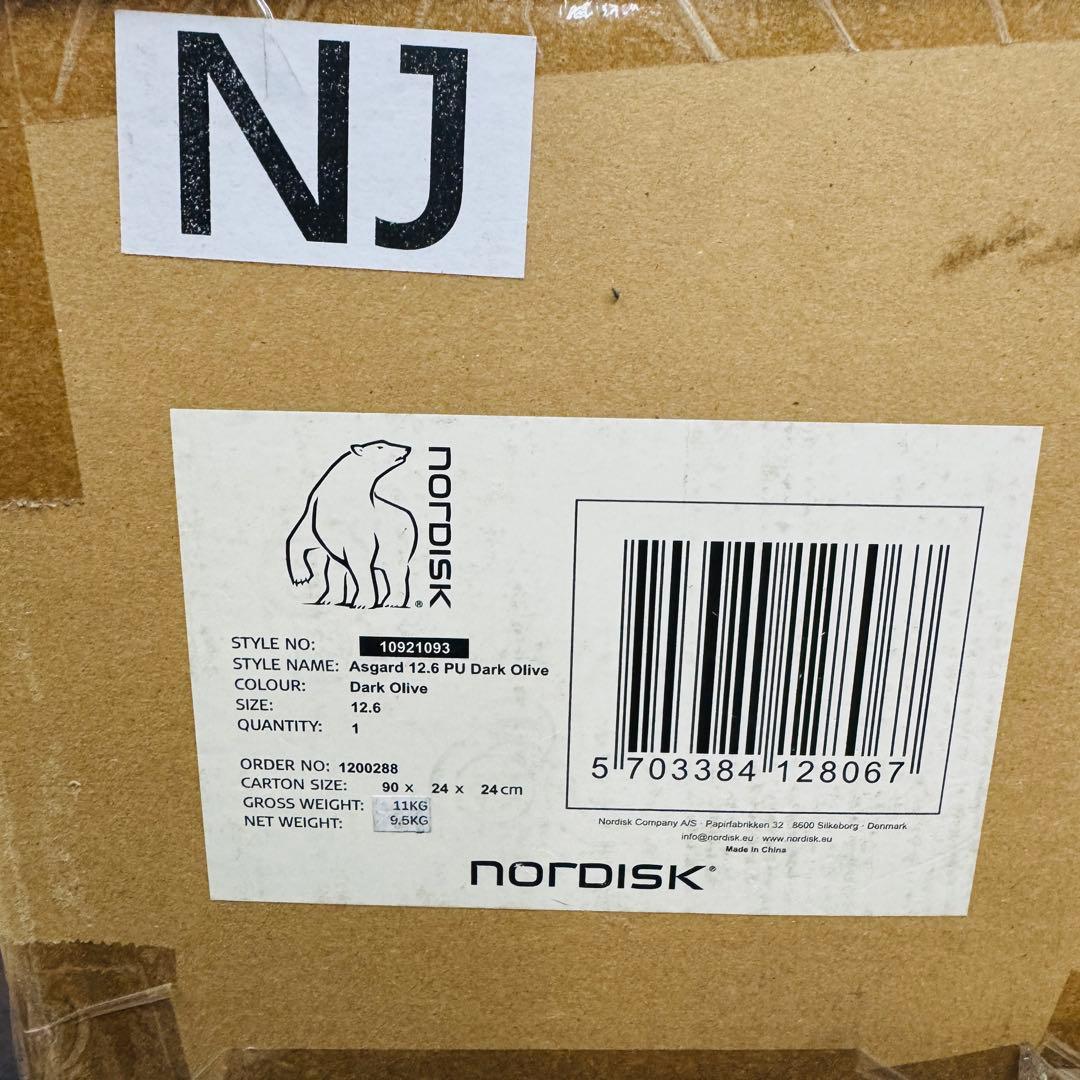 NJ
NORDISK®
STYLE NO: 10921093
STYLE NAME: Asgard 12.6 PU Dark Olive
COLOUR: Dark Olive
SIZE: 12.6
QUANTITY: 1
ORDER NO: 1200288
CARTON SIZE: 90 x 24 x 24cm
GROSS WEIGHT: 11KG
NET WEIGHT: 9.5KG
5 703384 128067
Nordisk Company A/S · Papirfabrikken 32 · 8600 Silkeborg · Denmark
info@nordisk.eu · www.nordisk.eu
Made in China
NORDISK®